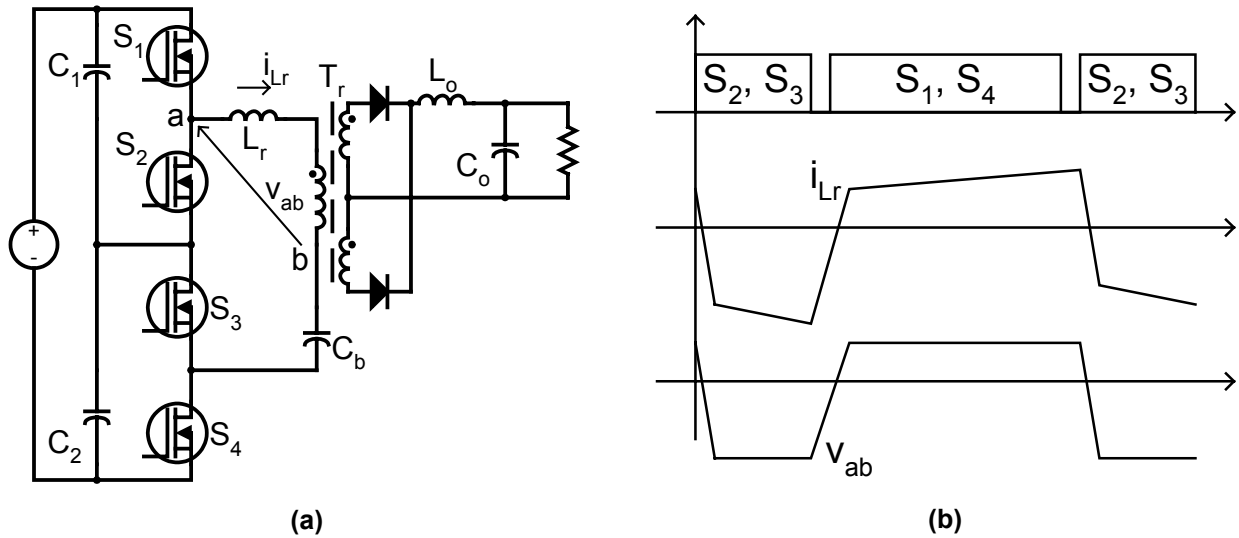 S1
C1
iLr
Tr
Lo
a
Lr
S2
Co
vab
+
-
b
S3
Cb
C2
S4
(a)
S2, S3
S1, S4
S2, S3
iLr
vab
(b)